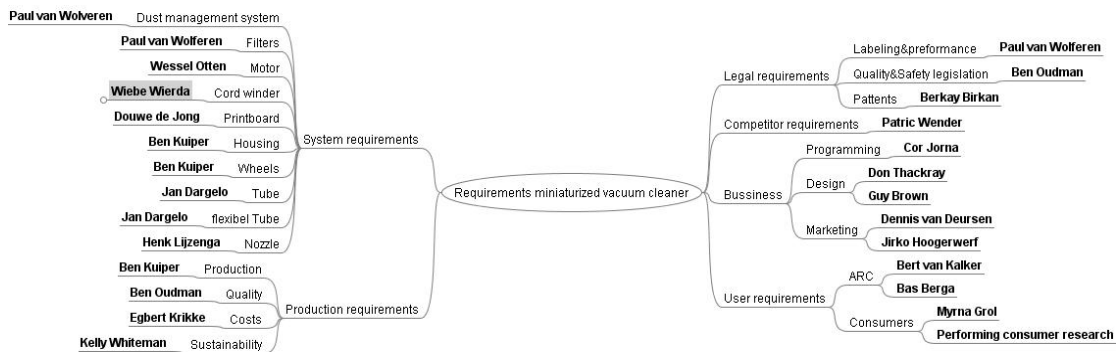 Requirements miniaturized vacuum cleaner
System requirements
Paul van Wolveren Dust management system
Paul van Wolferen Filters
Wessel Otten Motor
Wiebe Wierda Cord winder
Douwe de Jong Printboard
Ben Kuiper Housing
Ben Kuiper Wheels
Jan Dargelo Tube
Jan Dargelo flexibel Tube
Henk Lijzenga Nozzle
Production requirements
Ben Kuiper Production
Ben Oudman Quality
Egbert Krikke Costs
Kelly Whiteman Sustainability
Legal requirements
Labeling&preformance Paul van Wolferen
Quality&Safety legislation Ben Oudman
Pattents Berkay Birkan
Competitor requirements Patric Wender
Bussiness
Programming Cor Jorna
Design
Don Thackray
Guy Brown
Marketing
Dennis van Deursen
Jirko Hoogerwerf
User requirements
ARC
Bert van Kalker
Bas Berga
Consumers
Myrna Grol
Performing consumer research